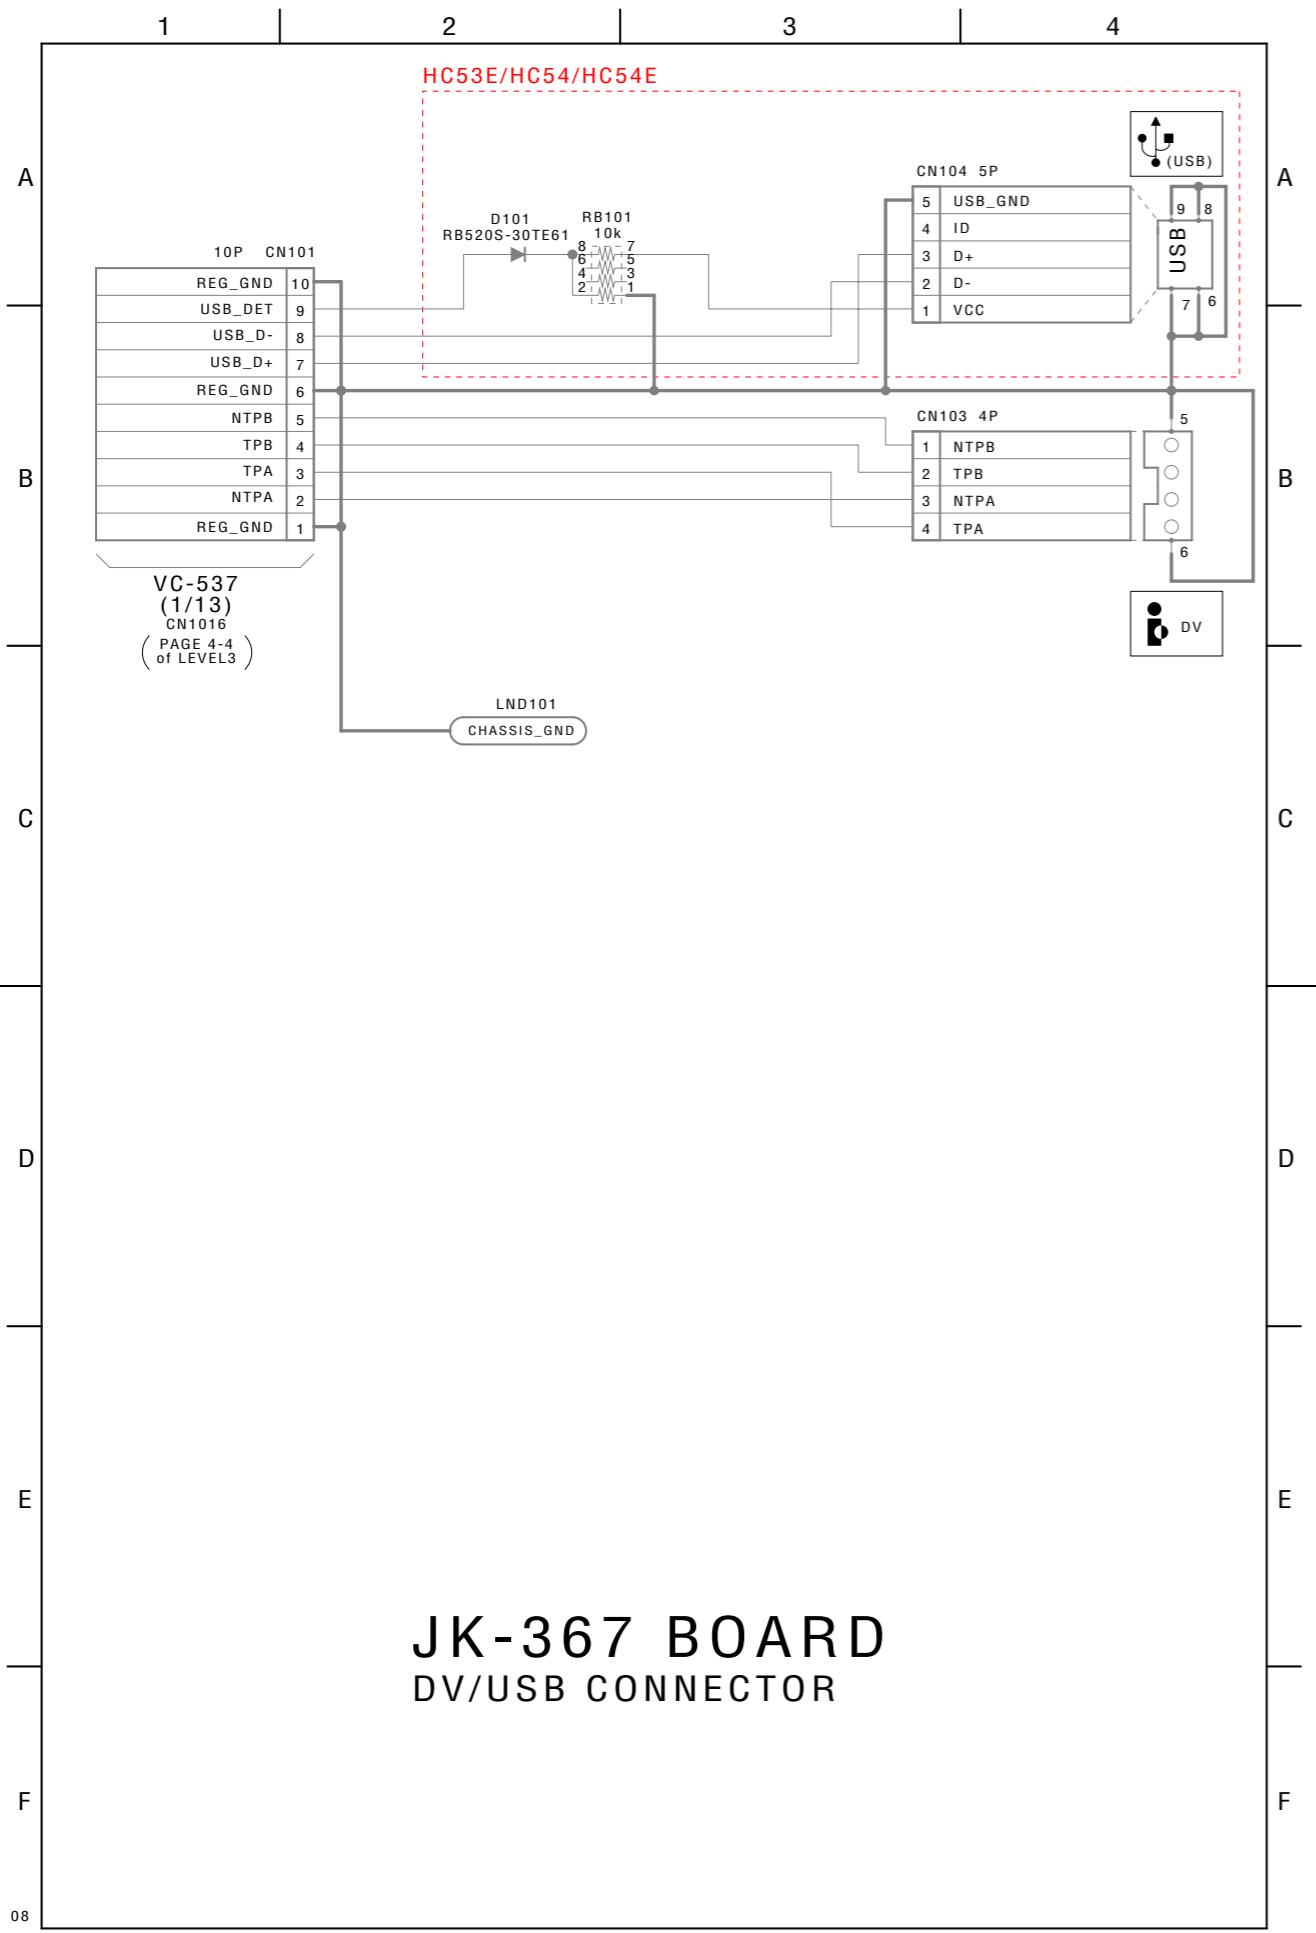 1 2 3 4
HC53E/HC54/HC54E
(USB)
A A
CN104 5P
5 USB_GND
4 ID
3 D+
2 D-
1 VCC
9 8
USB
7 6
D101
RB520S-30TE61
RB101
10k
8 7
6 5
4 3
2 1
10P CN101
REG_GND 10
USB_DET 9
USB_D- 8
USB_D+ 7
REG_GND 6
NTPB 5
TPB 4
TPA 3
NTPA 2
REG_GND 1
CN103 4P
1 NTPB
2 TPB
3 NTPA
4 TPA
5
6
B B
VC-537
(1/13)
CN1016
(PAGE 4-4
of LEVEL3)
DV
LND101
CHASSIS_GND
C C
D D
E E
JK-367 BOARD
DV/USB CONNECTOR
F F
08